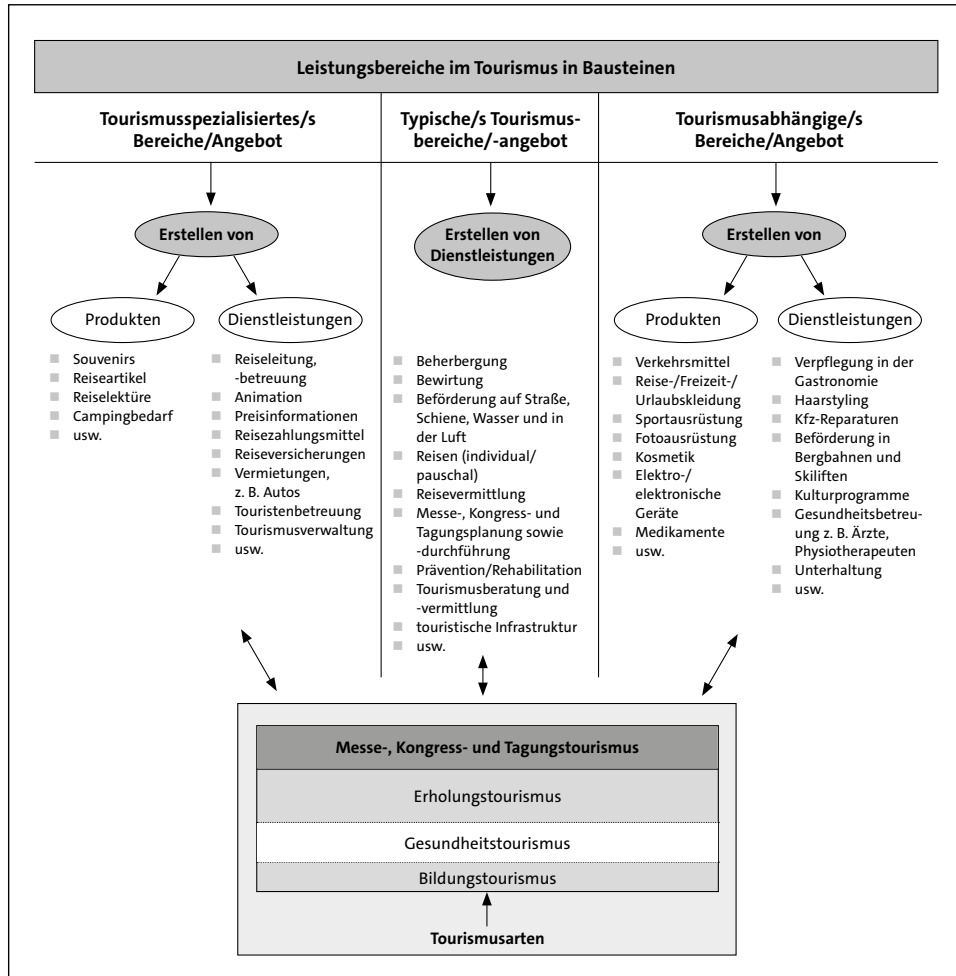 Leistungsbereiche im Tourismus in Bausteinen
Tourismusspezialisiertes/s
Bereiche/Angebot
Erstellen von
Produkten
Souvenirs
Reiseartikel
Reiselektüre
Campingbedarf
usw.
Dienstleistungen
Reiseleitung,
-betreuung
Animation
Preisinformationen
Reisezahlungsmittel
Reiseversicherungen
Vermietungen,
z. B. Autos
Touristenbetreuung
Tourismusverwaltung
usw.
Typische/s Tourismus-
bereiche/-angebot
Erstellen von
Dienstleistungen
Beherbergung
Bewirtung
Beförderung auf Straße,
Schiene, Wasser und in
der Luft
Reisen (individual/
pauschal)
Reisevermittlung
Messe-, Kongress- und
Tagungsplanung sowie
-durchführung
Prävention/Rehabilitation
Tourismusberatung und
-vermittlung
touristische Infrastruktur
usw.
Tourismusabhängige/s
Bereiche/Angebot
Erstellen von
Produkten
Verkehrsmittel
Reise-/Freizeit-/
Urlaubskleidung
Sportausrüstung
Fotoausrüstung
Kosmetik
Elektro-/
elektronische
Geräte
Medikamente
usw.
Dienstleistungen
Verpflegung in der
Gastronomie
Haarstyling
Kfz-Reparaturen
Beförderung in
Bergbahnen und
Skiliften
Kulturprogramme
Gesundheitsbetreu-
ung z. B. Ärzte,
Physiotherapeuten
Unterhaltung
usw.
Messe-, Kongress- und Tagungstourismus
Erholungstourismus
Gesundheitstourismus
Bildungstourismus
Tourismusarten